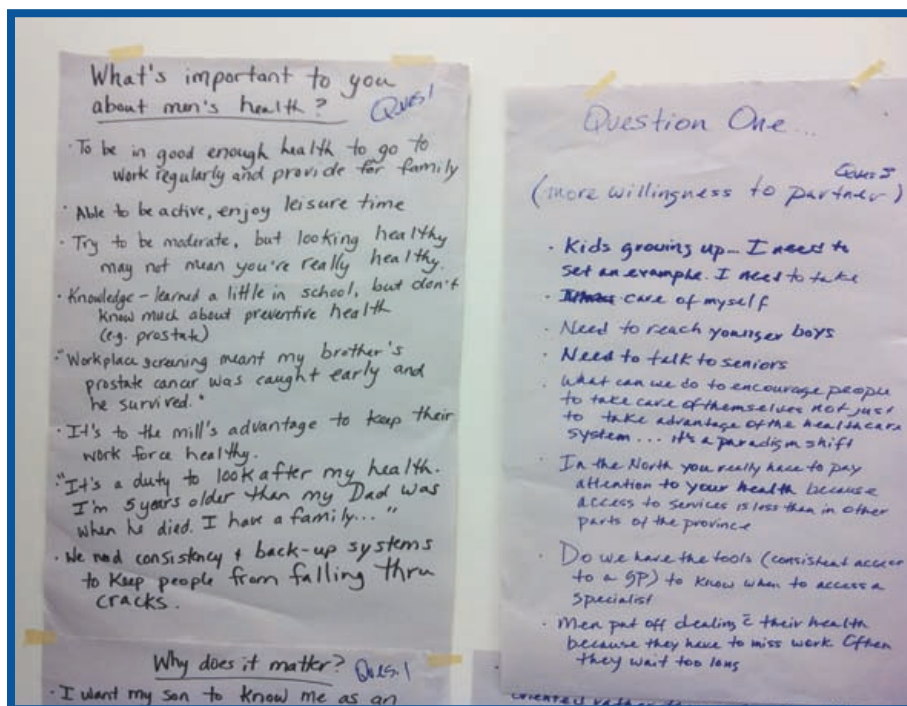 What's important to you
about men's health?
Ques 1
· To be in good enough health to go to
work regularly and provide for family
· Able to be active, enjoy leisure time
· Try to be moderate, but looking healthy
may not mean you're really healthy.
· Knowledge - learned a little in school, but don't
know much about preventive health
(e.g. prostate)
· "Workplace screening meant my brother's
prostate cancer was caught early and
he survived."
· It's to the mill's advantage to keep their
work force healthy.
· "It's a duty to look after my health.
I'm 5 years older than my Dad was
when he died. I have a family..."
· We need consistency & back-up systems
to keep people from falling thru
cracks.
Why does it matter?
Ques. 1
· I want my son to know me as an
Question One...
(more willingness to partner)
· Kids growing up... I need to
set an example. I need to take
· care of myself
· Need to reach younger boys
· Need to talk to seniors
· What can we do to encourage people
to take care of themselves not just
to take advantage of the healthcare
system... it's a paradigm shift
· In the North you really have to pay
attention to your health because
access to services is less than in other
parts of the province
· Do we have the tools (consistent access
to a GP) to know when to access a
specialist
· Men put off dealing c̄ their health
because they have to miss work Often
they wait too long
oriented rather